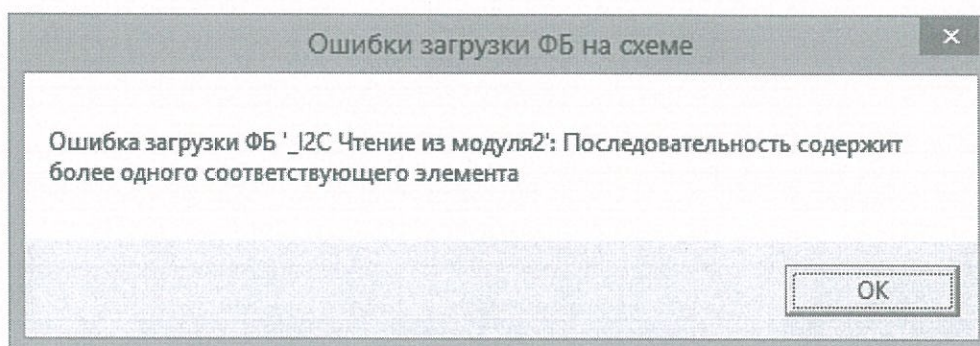 Ошибки загрузки ФБ на схеме
Ошибка загрузки ФБ '_I2C Чтение из модуля2': Последовательность содержит
более одного соответствующего элемента
OK